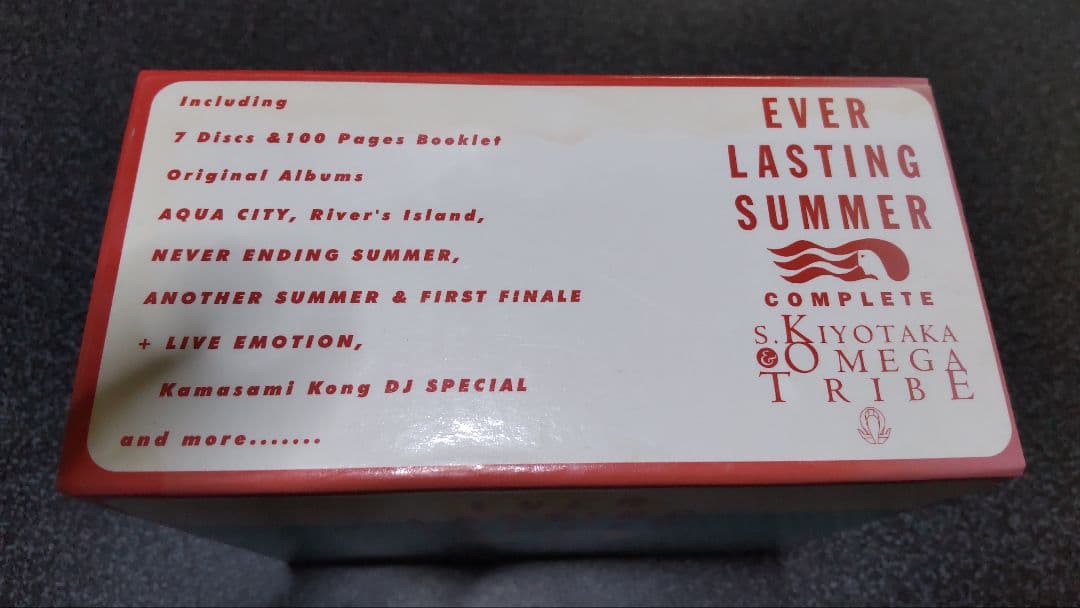 Including
7 Discs &100 Pages Booklet
Original Albums
AQUA CITY, River's Island,
NEVER ENDING SUMMER,
ANOTHER SUMMER & FIRST FINALE
+ LIVE EMOTION,
Kamasami Kong DJ SPECIAL
and more.......
EVER
LASTING
SUMMER
COMPLETE
S. KIYOTAKA
& OMEGA
TRIBE